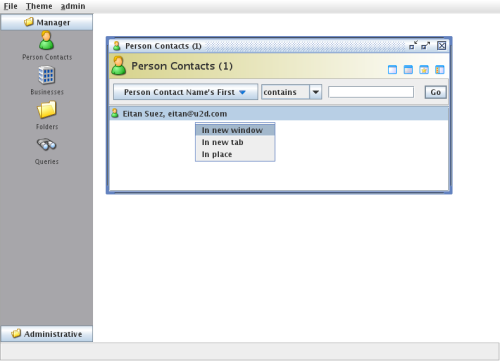 File Theme admin
Manager
Person Contacts
Businesses
Folders
Queries
Administrative
Person Contacts (1)
Person Contacts (1)
Person Contact Name's First contains Go
Eitan Suez, eitan@u2d.com
In new window
In new tab
In place